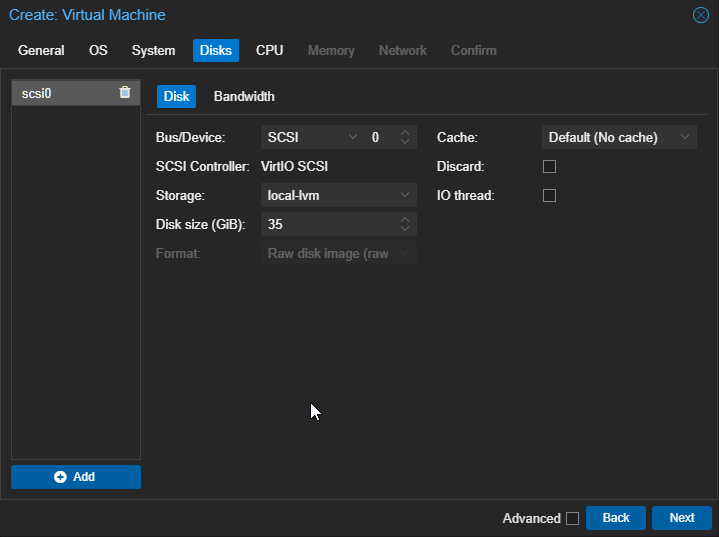 Create: Virtual Machine
General OS System Disks CPU Memory Network Confirm
scsi0
Disk Bandwidth
Bus/Device: SCSI 0 Cache: Default (No cache)
SCSI Controller: VirtIO SCSI Discard:
Storage: local-lvm IO thread:
Disk size (GiB): 35
Format: Raw disk image (raw
Add
Advanced Back Next